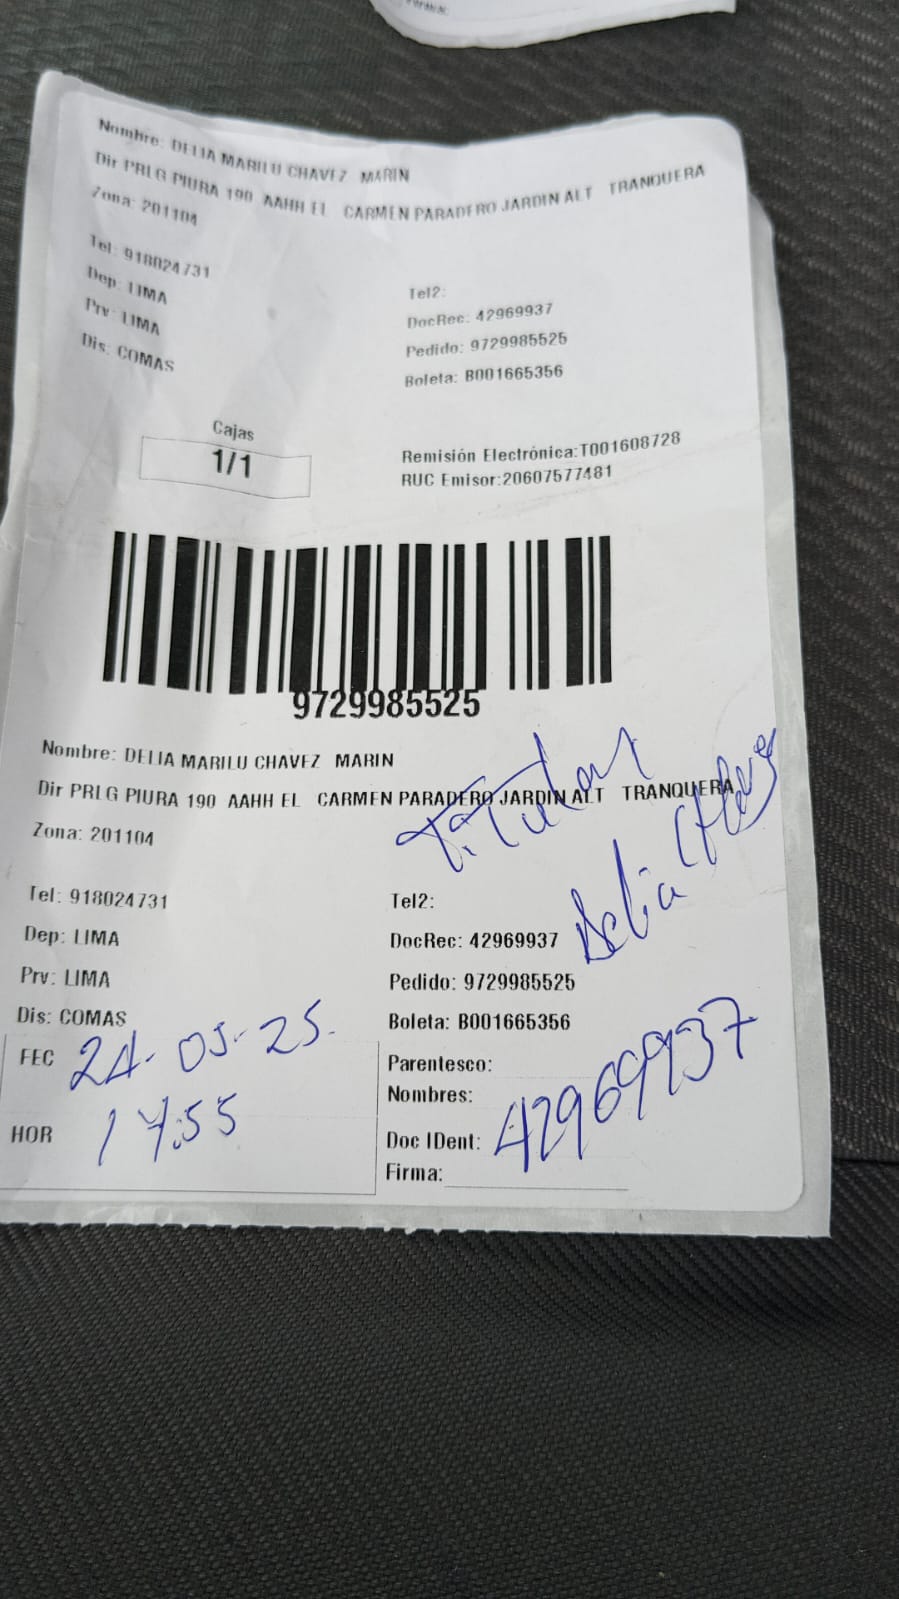 Nombre: DELIA MARILU CHAVEZ MARIN
Dir PRLG PIURA 190 AAHH EL CARMEN PARADERO JARDIN ALT TRANQUERA
Zona: 201104
Tel: 918024731
Dep: LIMA
Prv: LIMA
Dis: COMAS
Tel2:
DocRec: 42969937
Pedido: 9729985525
Boleta: B001665356
Cajas
1/1
Remisión Electrónica:T001608728
RUC Emisor:20607577481
9729985525
Nombre: DELIA MARILU CHAVEZ MARIN
Dir PRLG PIURA 190 AAHH EL CARMEN PARADERO JARDIN ALT TRANQUERA
Zona: 201104
Titular
Delia Chavez
Tel: 918024731
Dep: LIMA
Prv: LIMA
Dis: COMAS
Tel2:
DocRec: 42969937
Pedido: 9729985525
Boleta: B001665356
FEC 24-05-25
HOR 14:55
Parentesco:
Nombres:
Doc IDent: 42969937
Firma: